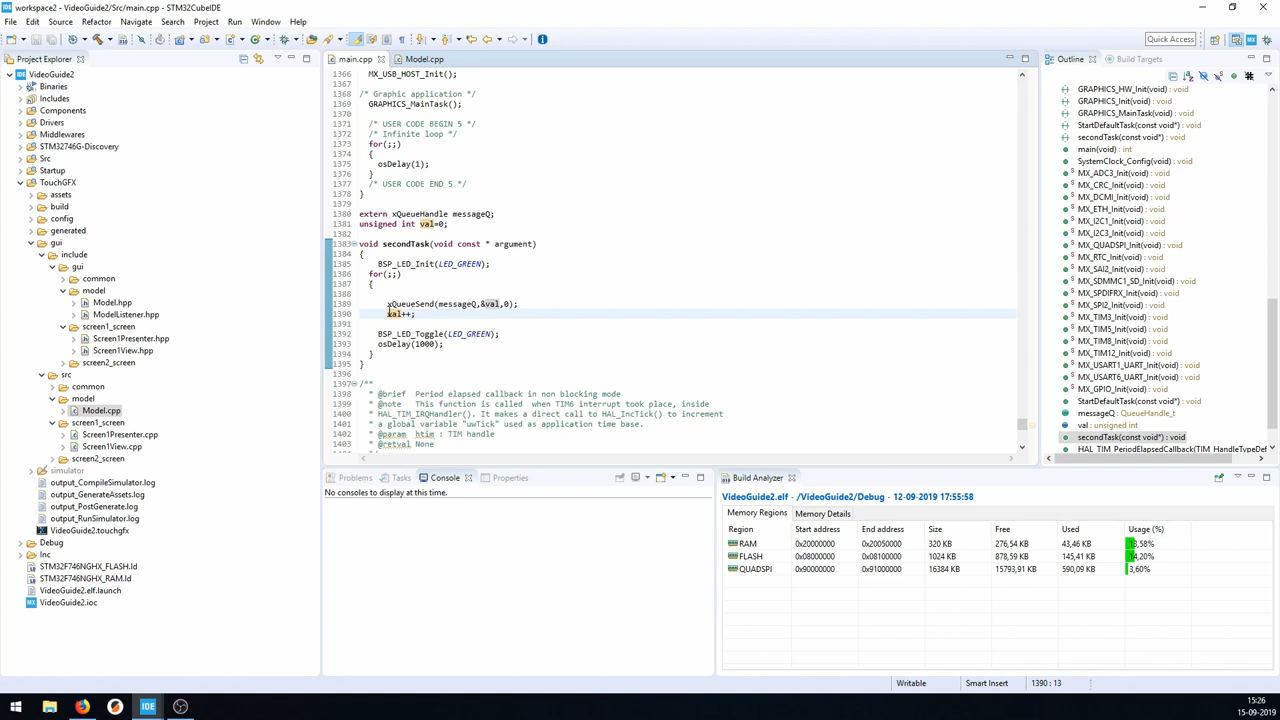 workspace2 - VideoGuide2/Src/main.cpp - STM32CubeIDE
File Edit Source Refactor Navigate Search Project Run Window Help
Quick Access
Project Explorer
VideoGuide2
Binaries
Includes
Components
Drivers
Middlewares
STM32746G-Discovery
Src
Startup
TouchGFX
assets
build
config
generated
gui
include
gui
common
model
Model.hpp
ModelListener.hpp
screen1_screen
Screen1Presenter.hpp
Screen1View.hpp
screen2_screen
src
common
model
Model.cpp
screen1_screen
Screen1Presenter.cpp
Screen1View.cpp
screen2_screen
simulator
output_CompileSimulator.log
output_GenerateAssets.log
output_PostGenerate.log
output_RunSimulator.log
VideoGuide2.touchgfx
Debug
Inc
STM32F746NGHX_FLASH.ld
STM32F746NGHX_RAM.ld
VideoGuide2.elf.launch
VideoGuide2.ioc
main.cpp Model.cpp
1366 MX_USB_HOST_Init();
1367
1368 /* Graphic application */
1369 GRAPHICS_MainTask();
1370
1371 /* USER CODE BEGIN 5 */
1372 /* Infinite loop */
1373 for(;;)
1374 {
1375 osDelay(1);
1376 }
1377 /* USER CODE END 5 */
1378 }
1379
1380 extern xQueueHandle messageQ;
1381 unsigned int val=0;
1382
1383 void secondTask(void const * argument)
1384 {
1385 BSP_LED_Init(LED_GREEN);
1386 for(;;)
1387 {
1388
1389 xQueueSend(messageQ,&val,0);
1390 val++;
1391
1392 BSP_LED_Toggle(LED_GREEN);
1393 osDelay(1000);
1394 }
1395 }
1396
1397 /**
1398 * @brief Period elapsed callback in non blocking mode
1399 * @note This function is called when TIM6 interrupt took place, inside
1400 * HAL_TIM_IRQHandler(). It makes a direct call to HAL_IncTick() to increment
1401 * a global variable "uwTick" used as application time base.
1402 * @param htim : TIM handle
1403 * @retval None
Outline Build Targets
GRAPHICS_HW_Init(void) : void
GRAPHICS_Init(void) : void
GRAPHICS_MainTask(void) : void
StartDefaultTask(const void*) : void
secondTask(const void*) : void
main(void) : int
SystemClock_Config(void) : void
MX_ADC3_Init(void) : void
MX_CRC_Init(void) : void
MX_DCMI_Init(void) : void
MX_ETH_Init(void) : void
MX_I2C1_Init(void) : void
MX_I2C3_Init(void) : void
MX_QUADSPI_Init(void) : void
MX_RTC_Init(void) : void
MX_SAI2_Init(void) : void
MX_SDMMC1_SD_Init(void) : void
MX_SPDIFRX_Init(void) : void
MX_SPI2_Init(void) : void
MX_TIM1_Init(void) : void
MX_TIM2_Init(void) : void
MX_TIM3_Init(void) : void
MX_TIM8_Init(void) : void
MX_TIM12_Init(void) : void
MX_USART1_UART_Init(void) : void
MX_USART6_UART_Init(void) : void
MX_GPIO_Init(void) : void
StartDefaultTask(const void*) : void
messageQ : QueueHandle_t
val : unsigned int
secondTask(const void*) : void
HAL_TIM_PeriodElapsedCallback(TIM_HandleTypeDef
Problems Tasks Console Properties
No consoles to display at this time.
Build Analyzer
VideoGuide2.elf - /VideoGuide2/Debug - 12-09-2019 17:55:58
Memory Regions Memory Details
Region Start address End address Size Free Used Usage (%)
RAM 0x20000000 0x20050000 320 KB 276,54 KB 43,46 KB 13,58%
FLASH 0x08000000 0x08100000 1024 KB 878,59 KB 145,41 KB 14,20%
QUADSPI 0x90000000 0x91000000 16384 KB 15793,91 KB 590,09 KB 3,60%
Writable Smart Insert 1390 : 13
IDE
15:26
15-09-2019